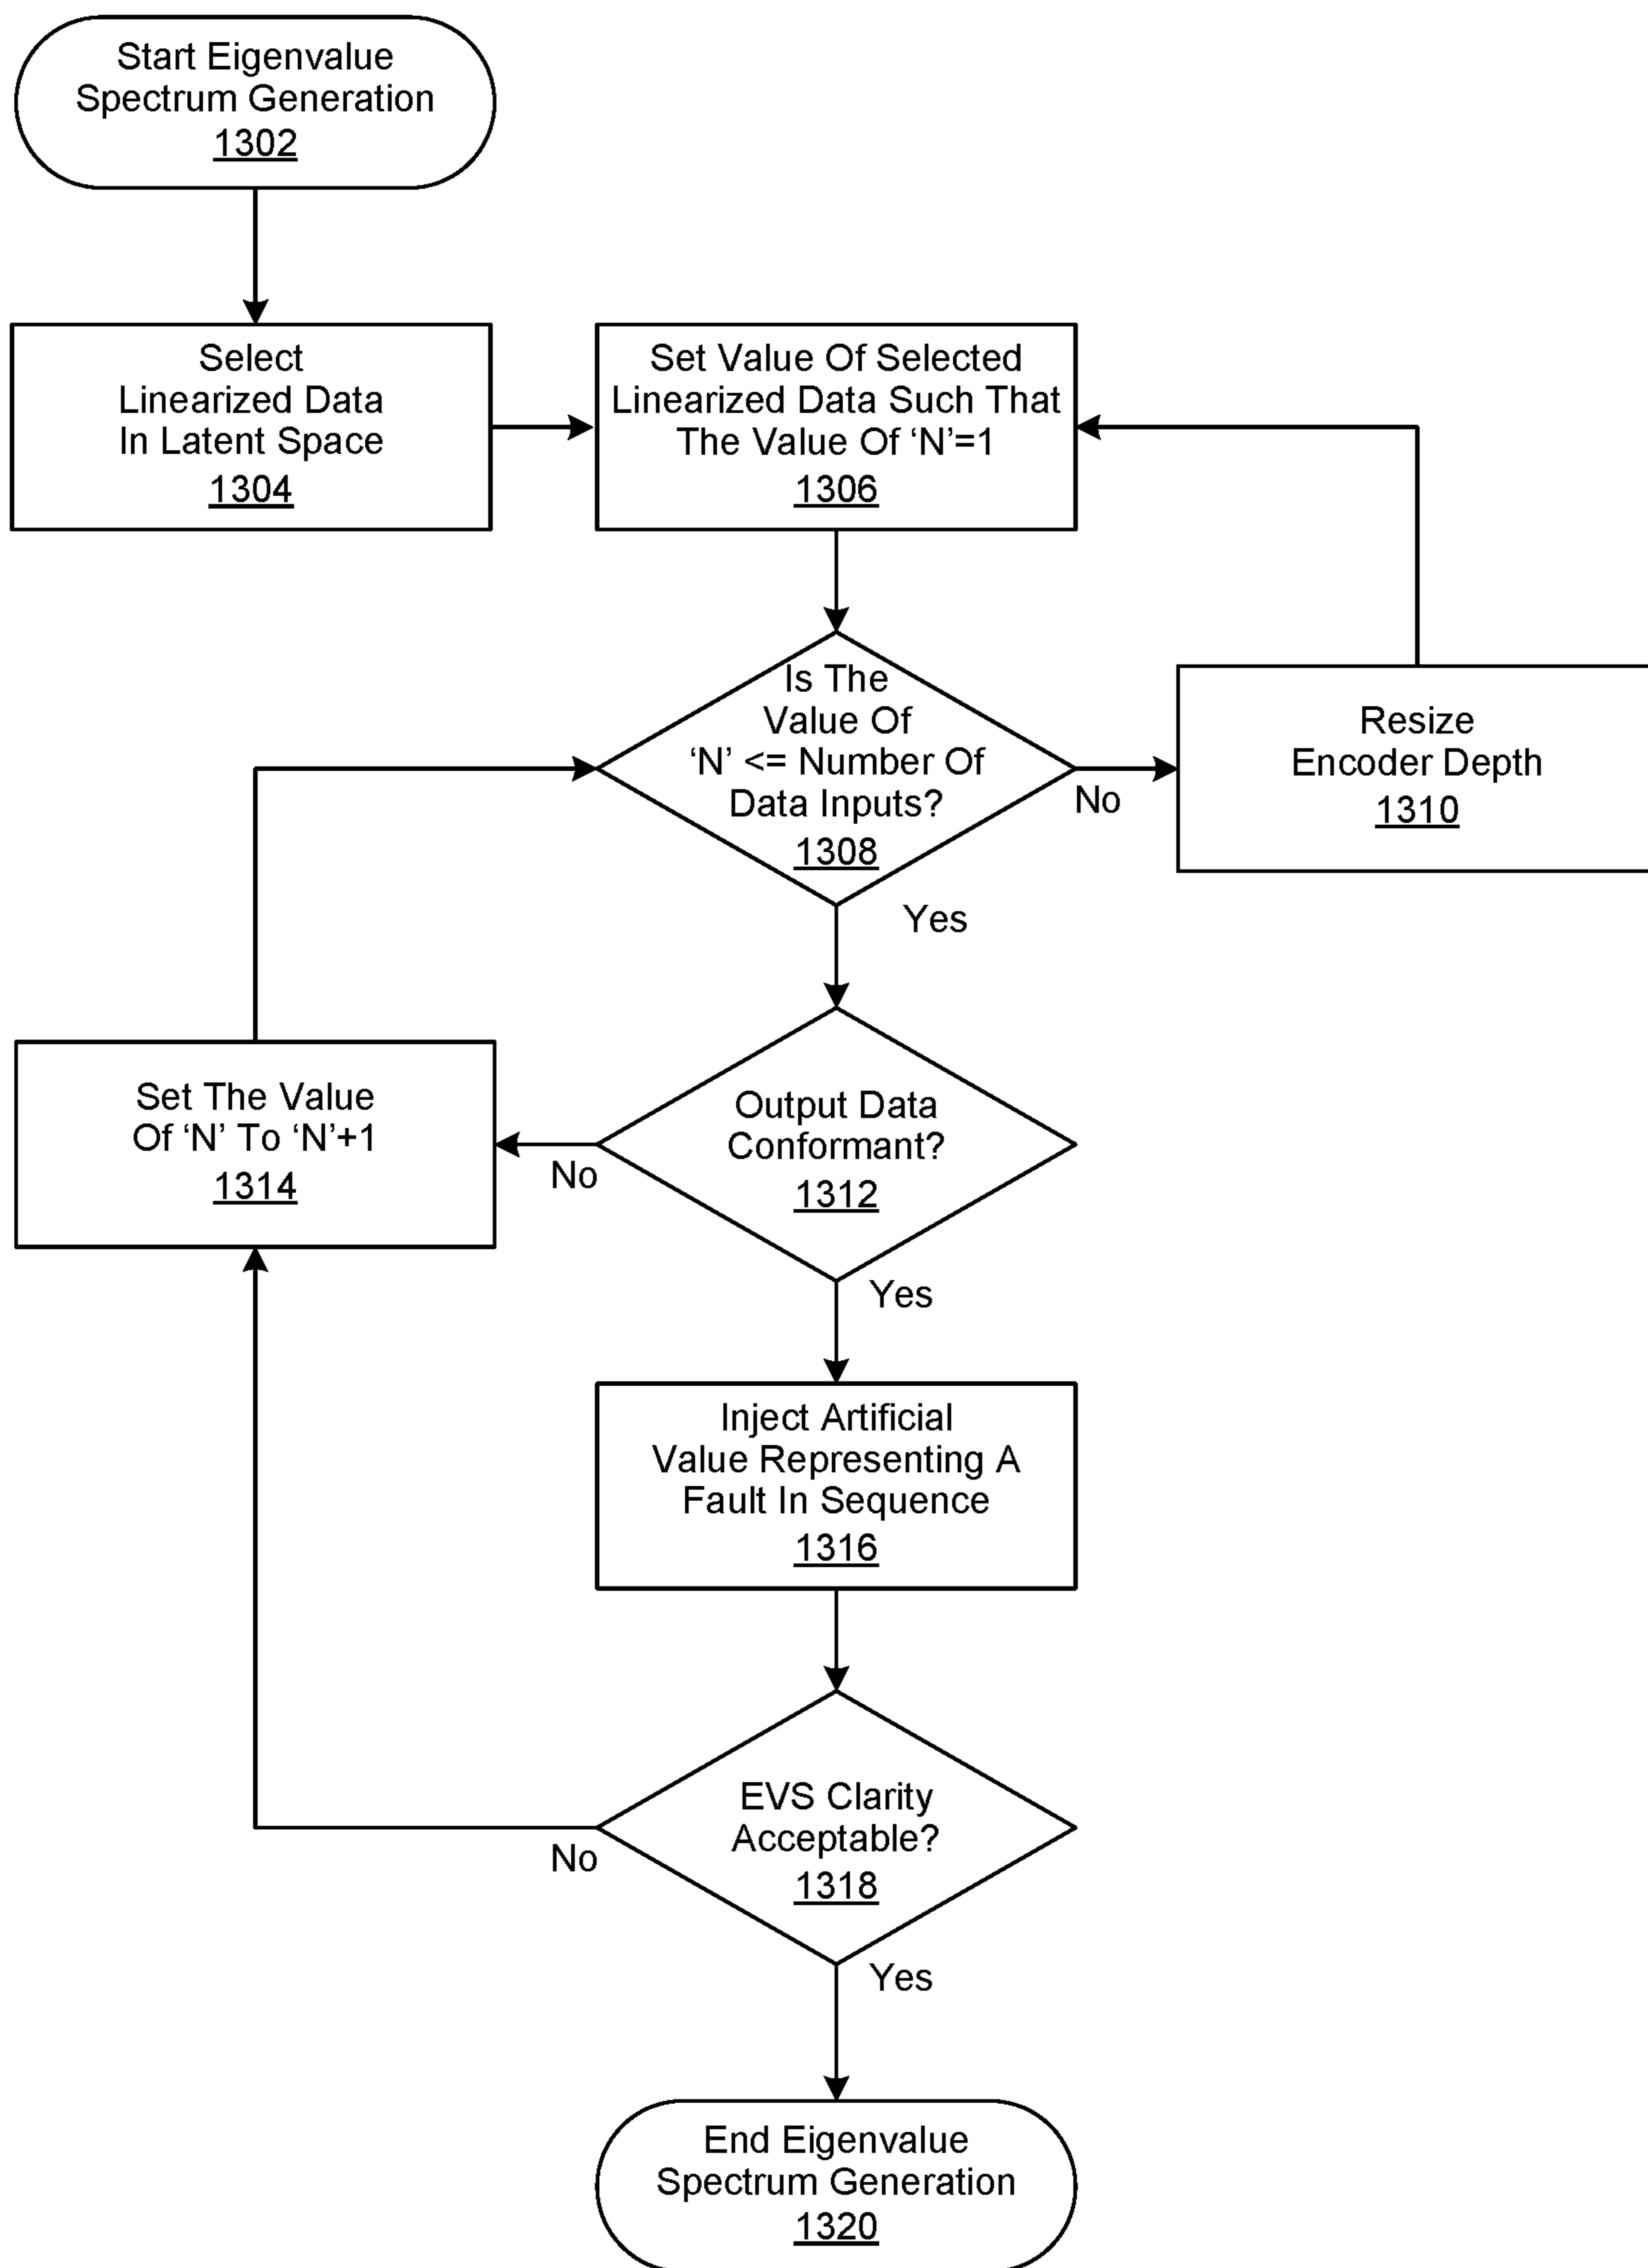 Start Eigenvalue
Spectrum Generation
1302
Select
Linearized Data
In Latent Space
1304
Set Value Of Selected
Linearized Data Such That
The Value Of ‘N’=1
1306
Is The
Value Of
‘N’ <= Number Of
Data Inputs?
1308
No
Yes
Resize
Encoder Depth
1310
Output Data
Conformant?
1312
No
Yes
Set The Value
Of ‘N’ To ‘N’+1
1314
Inject Artificial
Value Representing A
Fault In Sequence
1316
EVS Clarity
Acceptable?
1318
No
Yes
End Eigenvalue
Spectrum Generation
1320